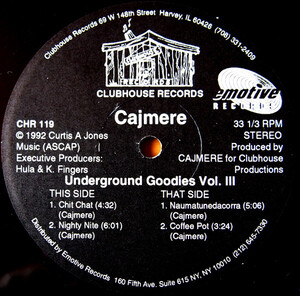 Clubhouse Records 69 W 148th Street Harvey, IL 60426 (708) 331-2409
RECORDS
CLUBHOUSE RECORDS
emotive
RECORDS
CHR 119
Cajmere
33 1/3 RPM
© 1992 Curtis A Jones
STEREO
Music (ASCAP)
Produced by
Executive Producers:
CAJMERE for Clubhouse
Hula & K. Fingers
Productions
Underground Goodies Vol. III
THIS SIDE
THAT SIDE
1. Chit Chat (4:32)
(Cajmere)
2. Nighty Nite (6:01)
(Cajmere)
1. Naumatunedacorra (5:06)
(Cajmere)
2. Coffee Pot (3:24)
(Cajmere)
Distributed by Emotive Records 160 Fifth Ave. Suite 615 NY, NY 10010 (212) 645-7330